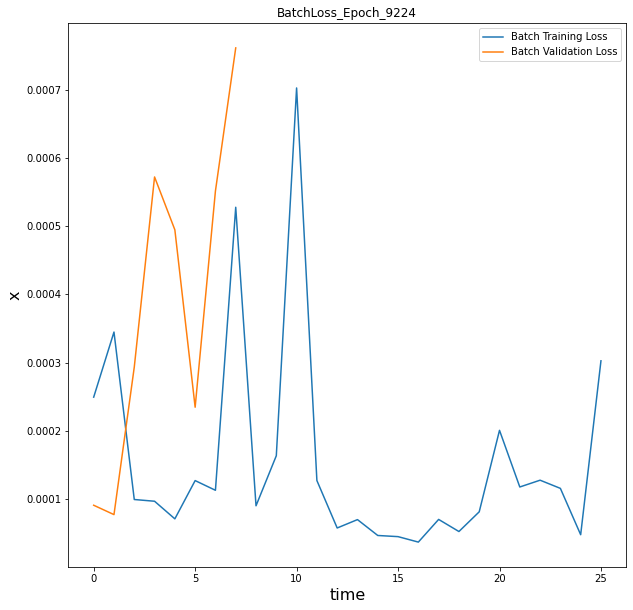 BatchLoss_Epoch_9224
Batch Training Loss
Batch Validation Loss
0.0007
0.0006
0.0005
0.0004
0.0003
0.0002
0.0001
x
0 5 10 15 20 25
time